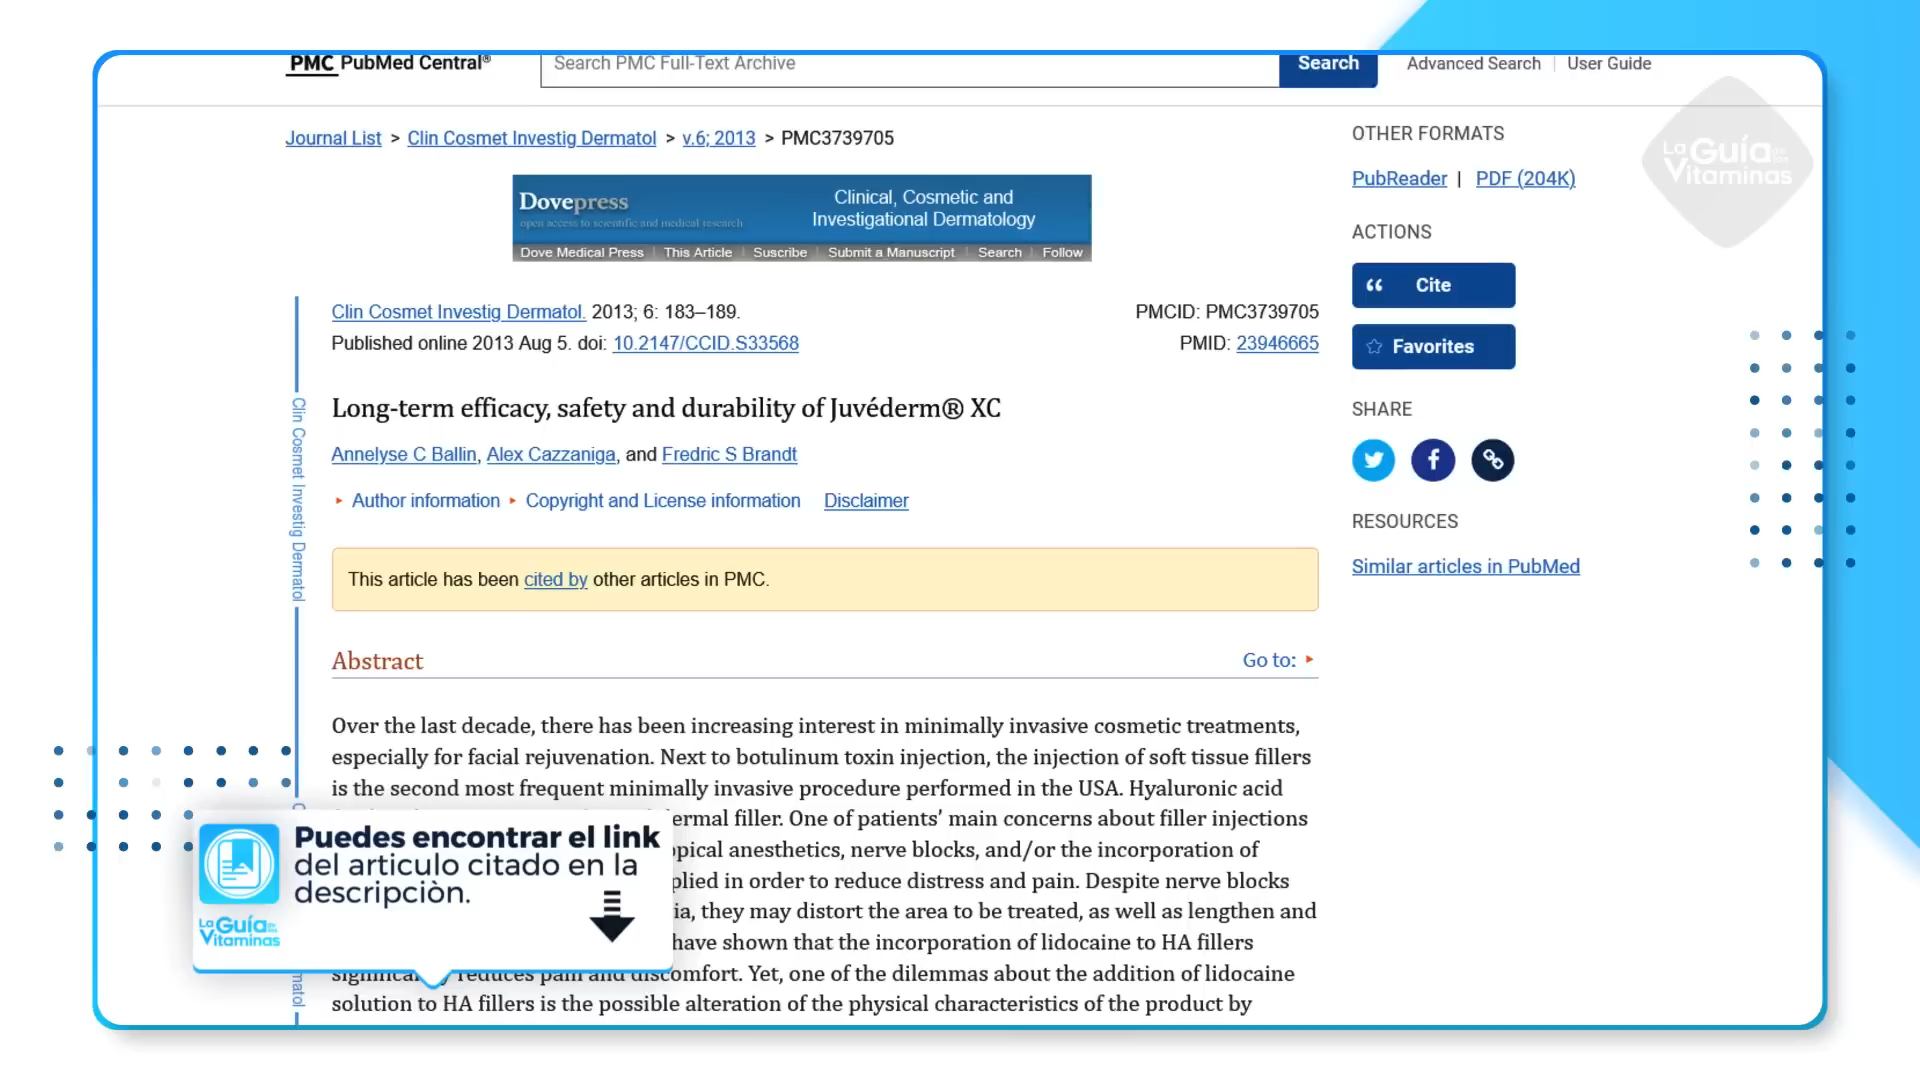 PMC PubMed Central®
Search PMC Full-Text Archive
Search
Advanced Search
User Guide
Journal List > Clin Cosmet Investig Dermatol > v.6; 2013 > PMC3739705
Dovepress
open access to scientific and medical research
Clinical, Cosmetic and
Investigational Dermatology
Dove Medical Press
This Article
Suscribe
Submit a Manuscript
Search
Follow
Clin Cosmet Investig Dermatol. 2013; 6: 183–189.
PMCID: PMC3739705
Published online 2013 Aug 5. doi: 10.2147/CCID.S33568
PMID: 23946665
Long-term efficacy, safety and durability of Juvéderm® XC
Annelyse C Ballin, Alex Cazzaniga, and Fredric S Brandt
Author information
Copyright and License information
Disclaimer
This article has been cited by other articles in PMC.
Abstract
Go to:
Over the last decade, there has been increasing interest in minimally invasive cosmetic treatments,
especially for facial rejuvenation. Next to botulinum toxin injection, the injection of soft tissue fillers
is the second most frequent minimally invasive procedure performed in the USA. Hyaluronic acid
filler. One of patients’ main concerns about filler injections
anesthetics, nerve blocks, and/or the incorporation of
in order to reduce distress and pain. Despite nerve blocks
they may distort the area to be treated, as well as lengthen and
have shown that the incorporation of lidocaine to HA fillers
reduces pain and discomfort. Yet, one of the dilemmas about the addition of lidocaine
solution to HA fillers is the possible alteration of the physical characteristics of the product by
Clin Cosmet Investig Dermatol
OTHER FORMATS
PubReader | PDF (204K)
ACTIONS
Cite
Favorites
SHARE
RESOURCES
Similar articles in PubMed
La Guía de las
Vitaminas
Puedes encontrar el link
del articulo citado en la
descripciòn.
La Guía de las
Vitaminas